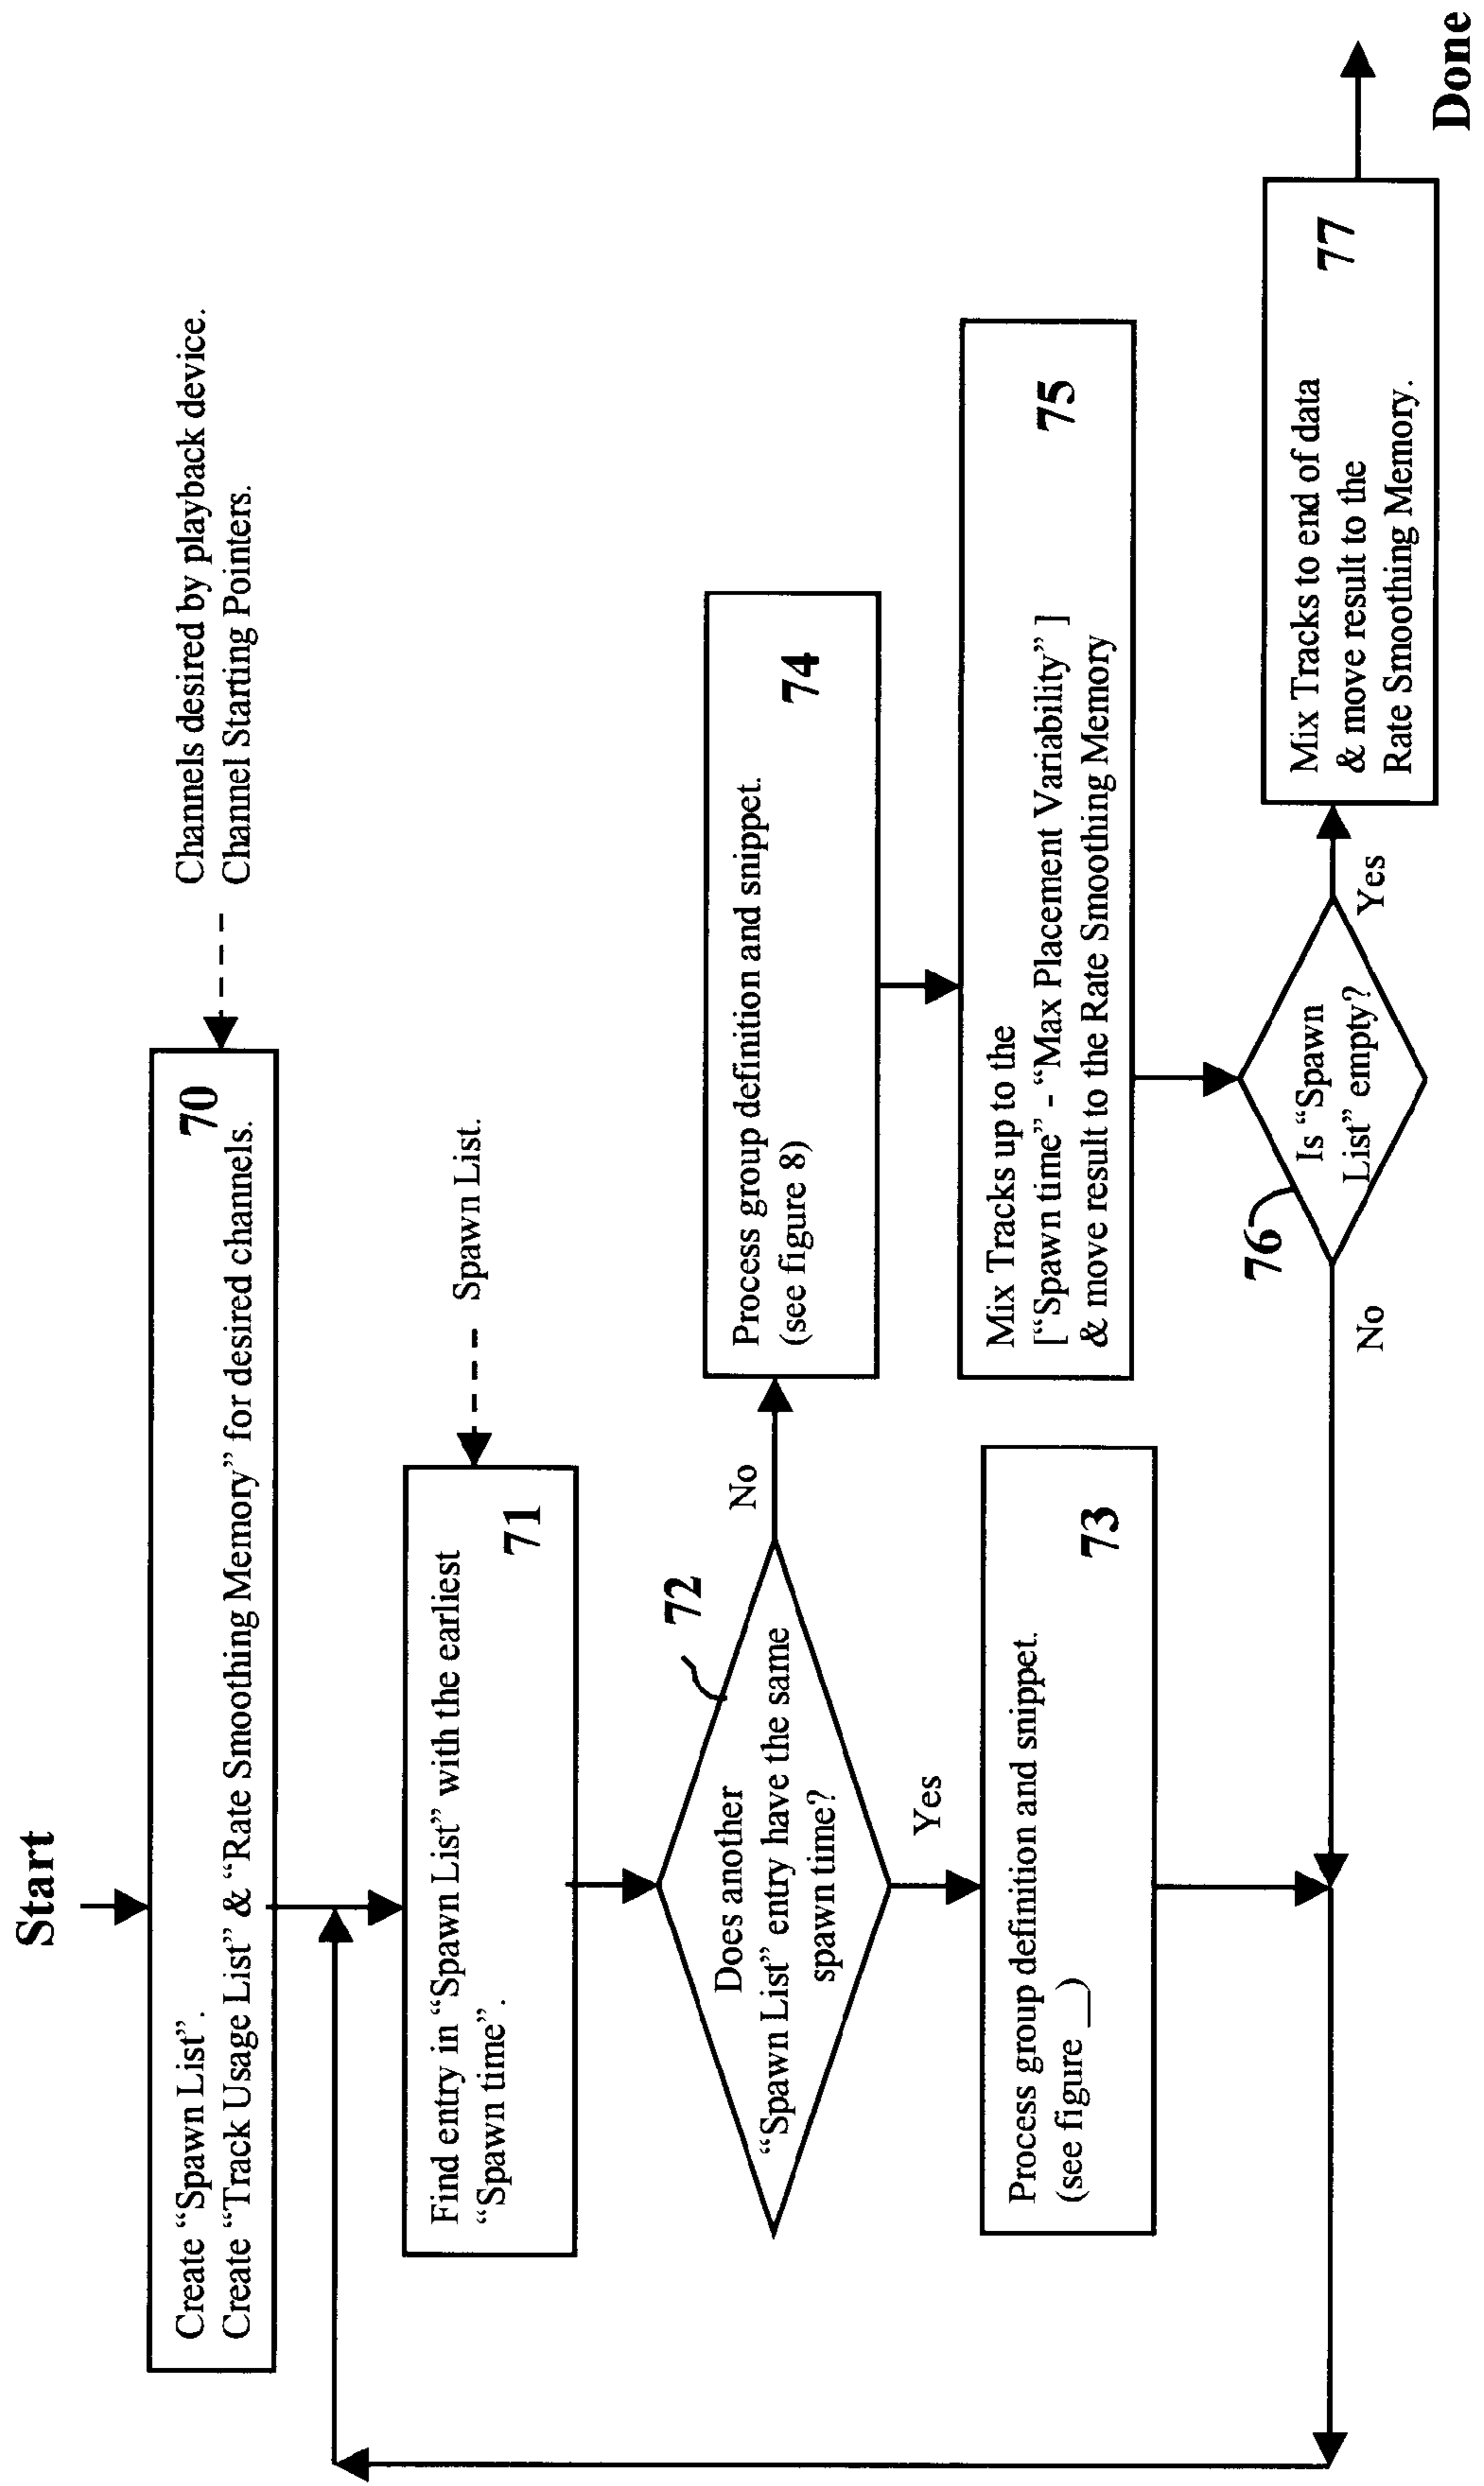 Start
Create “Spawn List”.
Create “Track Usage List” & “Rate Smoothing Memory” for desired channels.
70
Channels desired by playback device.
Channel Starting Pointers.
Find entry in “Spawn List” with the earliest
“Spawn time”.
71
Spawn List.
72
Does another
“Spawn List” entry have the same
spawn time?
No
Yes
Process group definition and snippet.
(see figure 8)
74
Process group definition and snippet.
(see figure __)
73
Mix Tracks up to the
[“Spawn time” - “Max Placement Variability” ]
& move result to the Rate Smoothing Memory
75
76
Is “Spawn
List” empty?
No
Yes
Mix Tracks to end of data
& move result to the
Rate Smoothing Memory.
77
Done